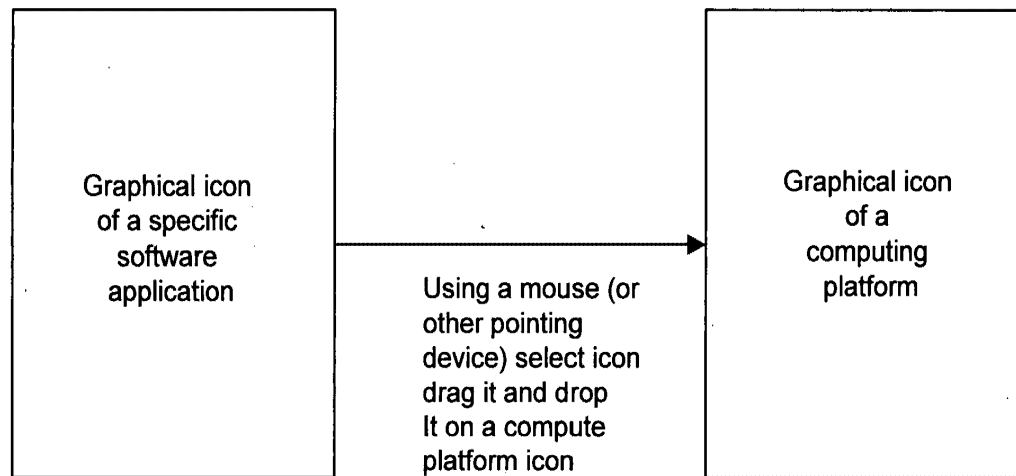 Graphical icon
of a specific
software
application
Using a mouse (or
other pointing
device) select icon
drag it and drop
It on a compute
platform icon
Graphical icon
of a
computing
platform